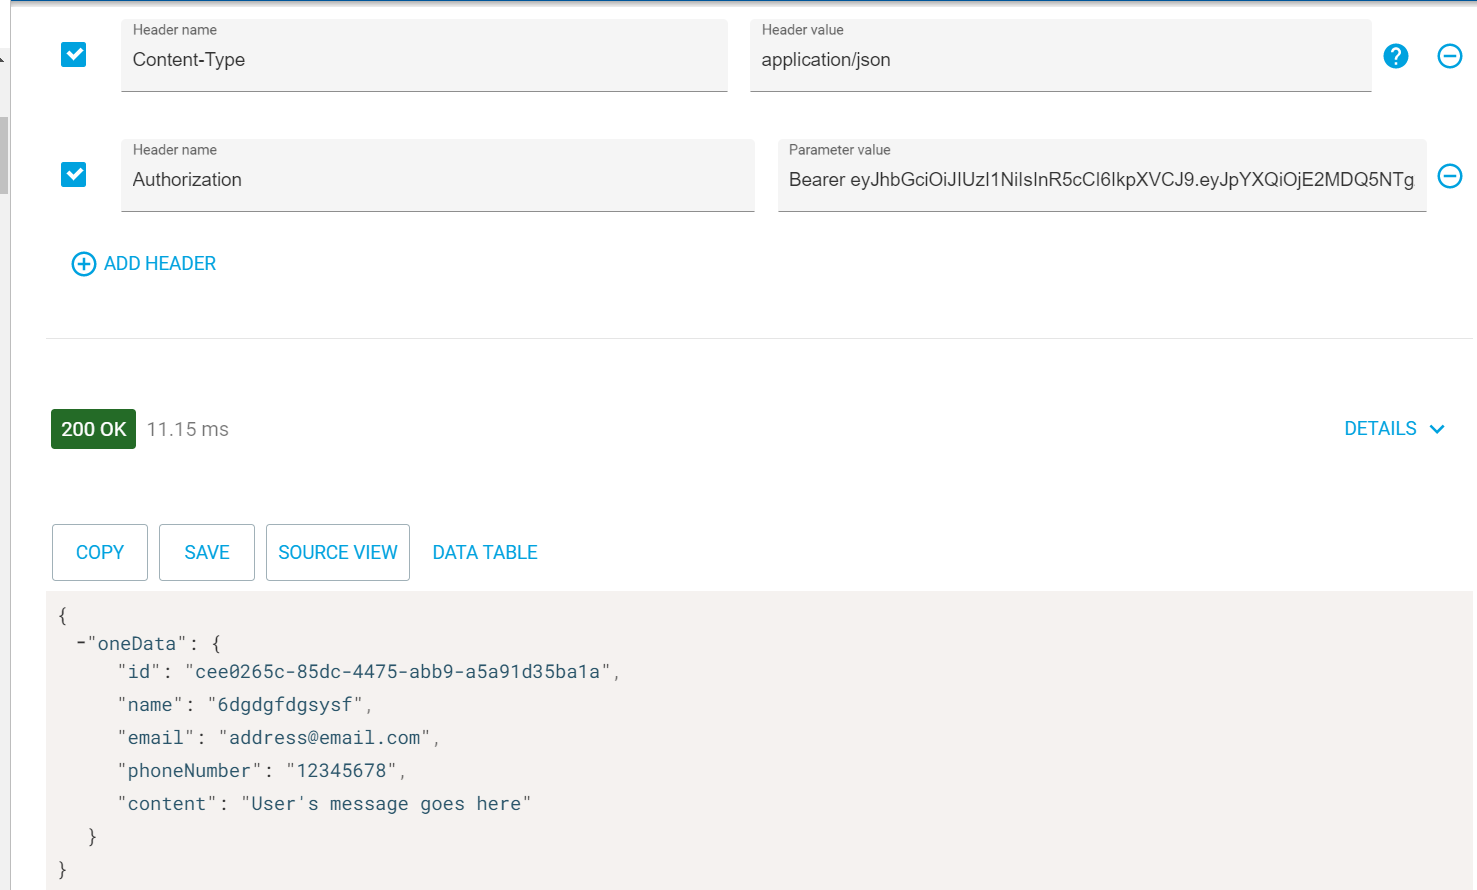 Header name
Content-Type
Header value
application/json
Header name
Authorization
Parameter value
Bearer eyJhbGciOiJIUzI1NiIsInR5cCI6IkpXVCJ9.eyJpYXQiOjE2MDQ5NTg
ADD HEADER
200 OK 11.15 ms
DETAILS
COPY SAVE SOURCE VIEW DATA TABLE
{
-"oneData": {
"id": "cee0265c-85dc-4475-abb9-a5a91d35ba1a",
"name": "6dgdgfdgsysf",
"email": "address@email.com",
"phoneNumber": "12345678",
"content": "User's message goes here"
}
}